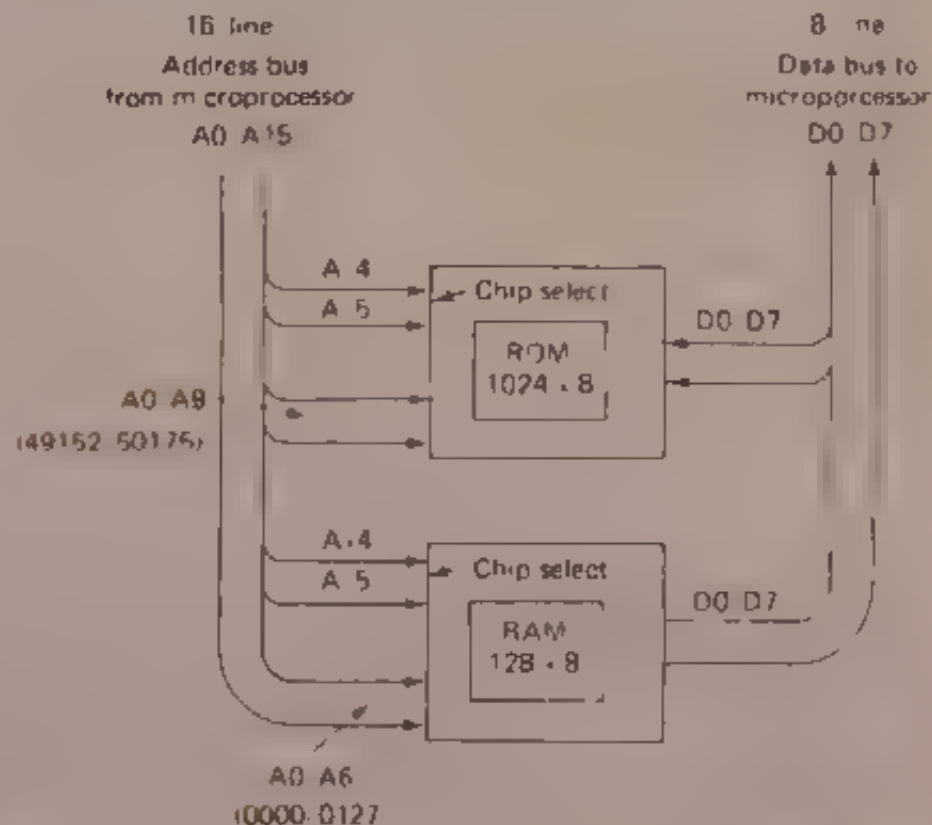 16 line
Address bus
from microprocessor
A0 A15
8
Data bus to
microporcessor
D0 D7
A 4
A 5
Chip select
ROM
1024 · 8
D0 D7
A0 A9
(49152 50175)
A·4
A 5
Chip select
RAM
128 · 8
D0 D7
A0 A6
(0000·0127